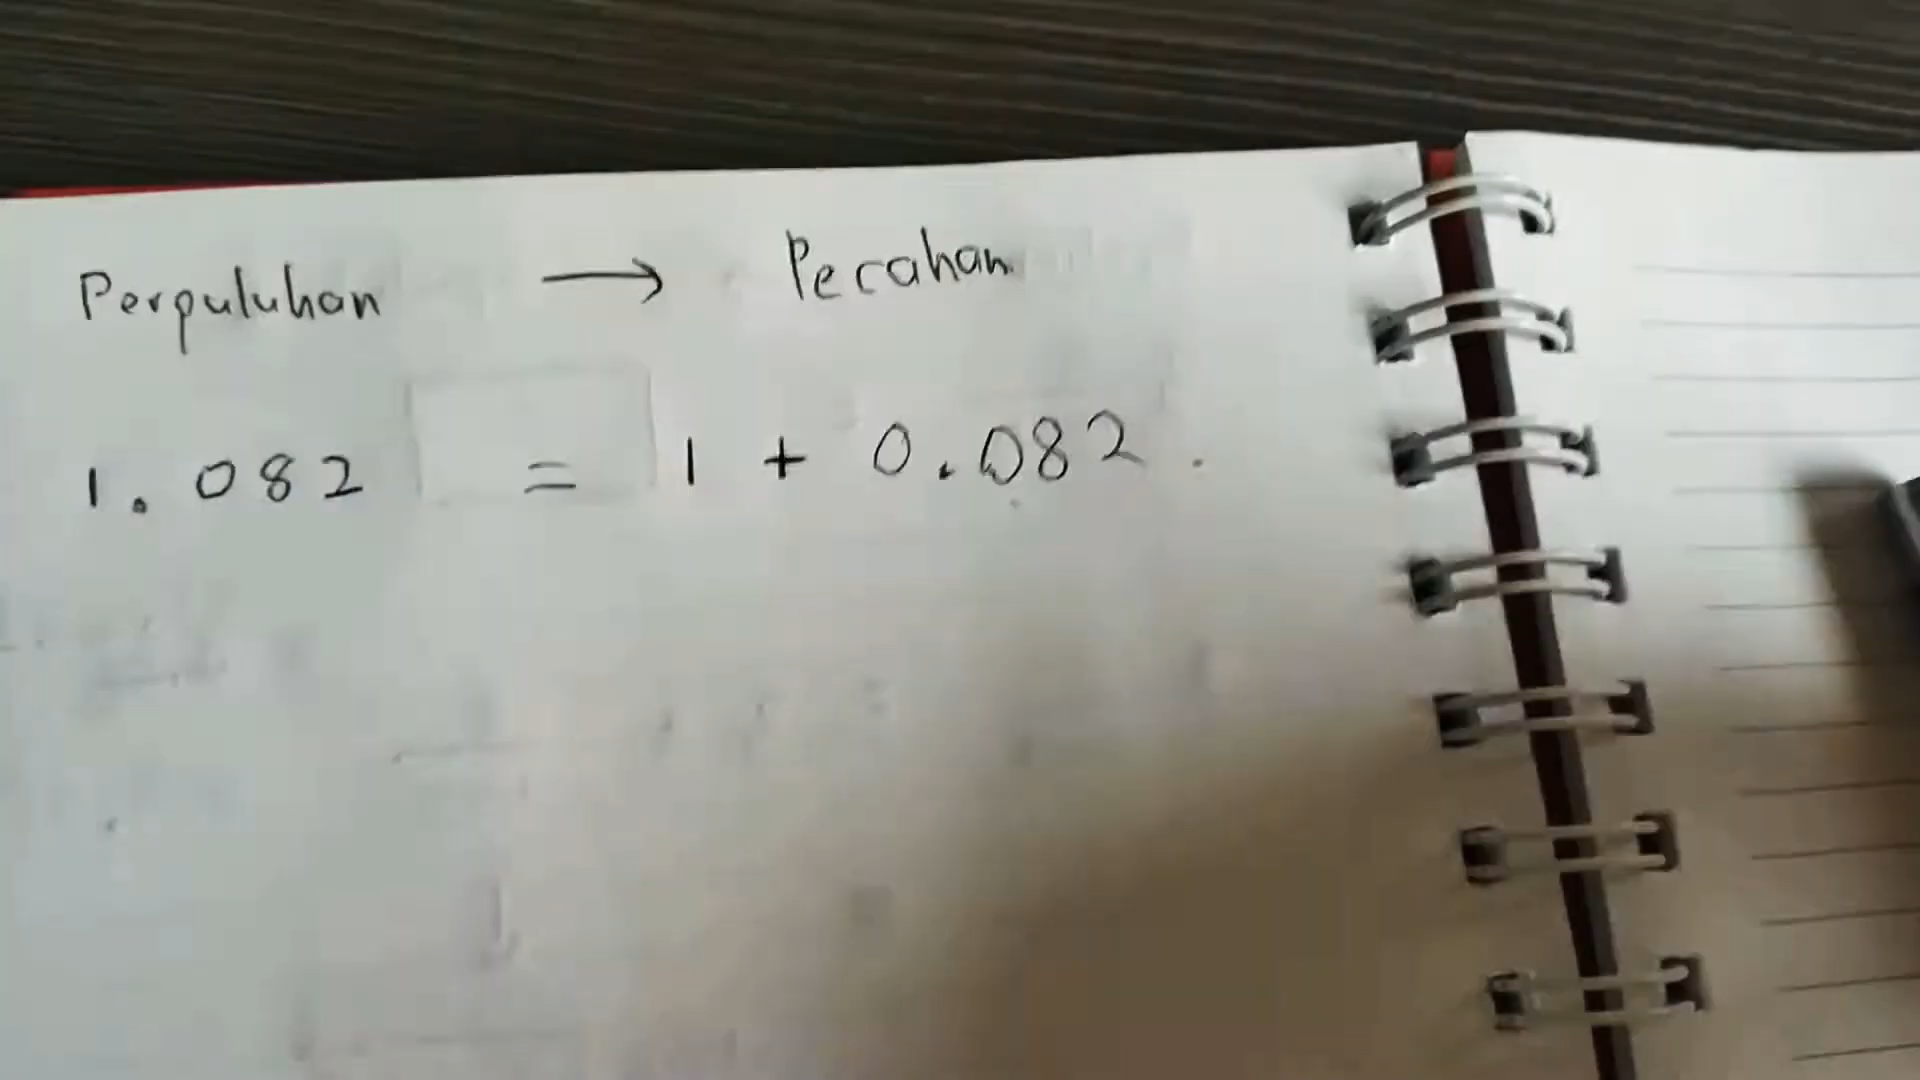 Perpuluhan → Pecahan
1.082 = 1 + 0.082.